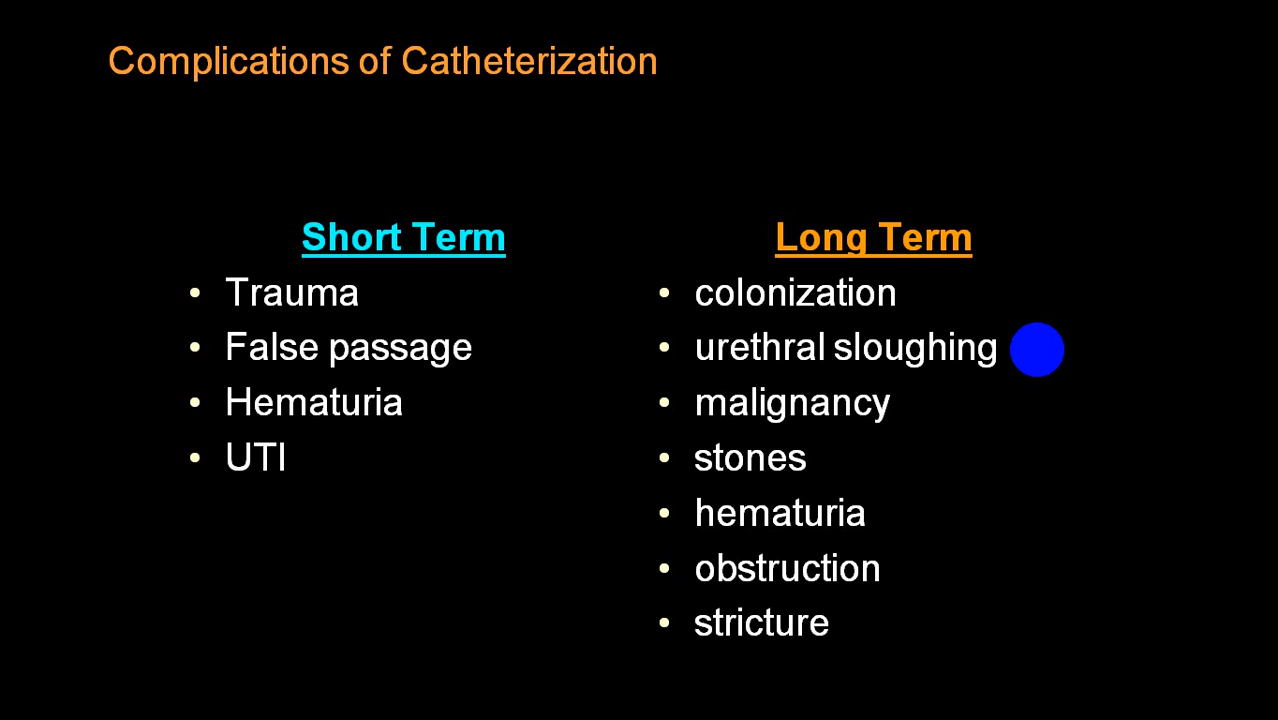 Complications of Catheterization
Short Term
• Trauma
• False passage
• Hematuria
• UTI
Long Term
• colonization
• urethral sloughing
• malignancy
• stones
• hematuria
• obstruction
• stricture